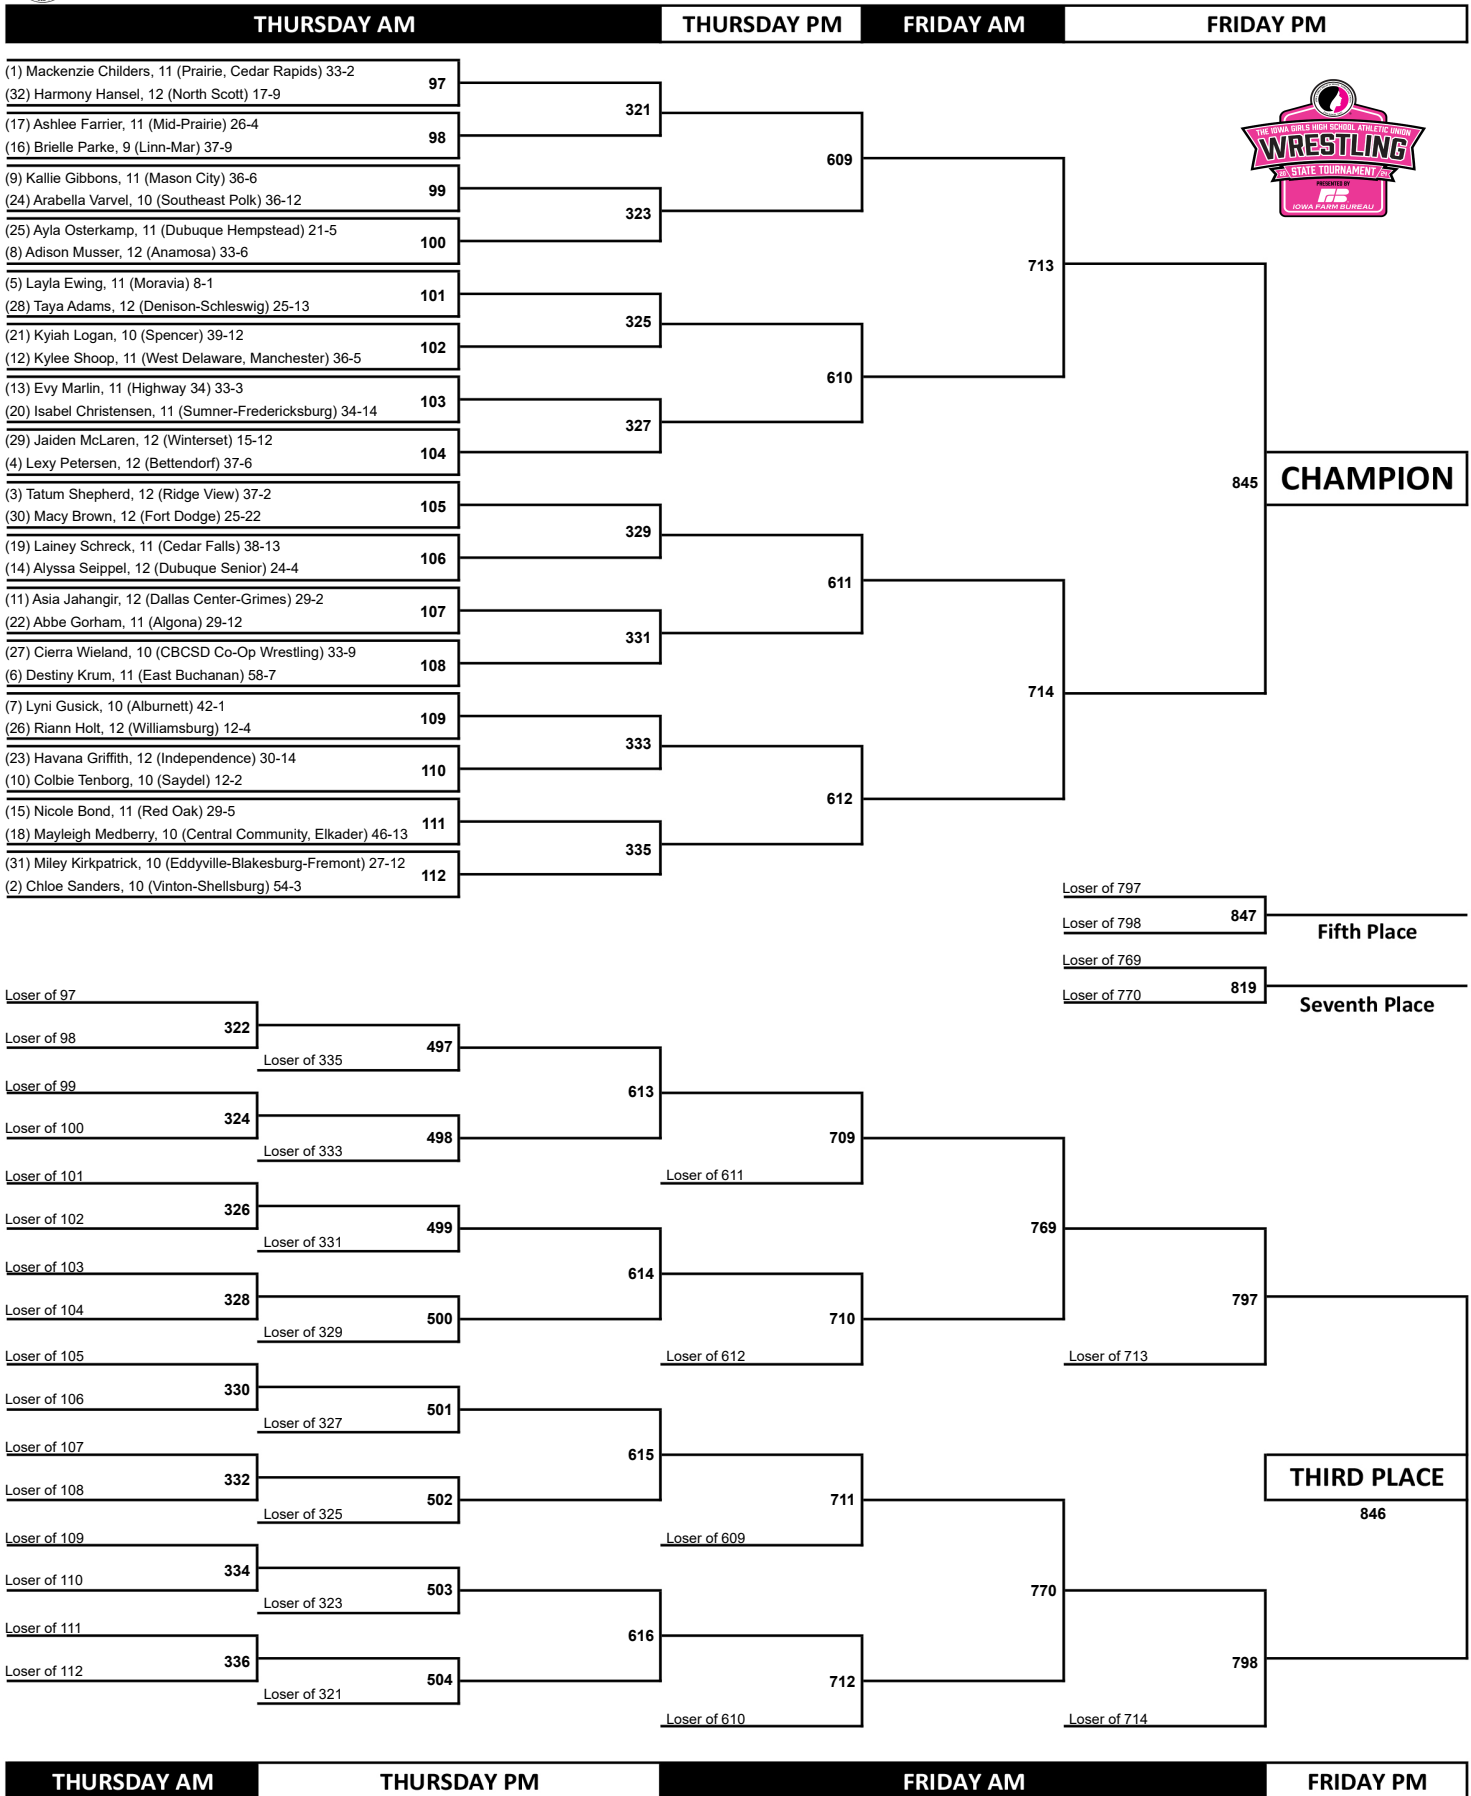 THURSDAY AM THURSDAY PM FRIDAY AM FRIDAY PM
(1) Mackenzie Childers, 11 (Prairie, Cedar Rapids) 33-2
97
(32) Harmony Hansel, 12 (North Scott) 17-9
321
(17) Ashlee Farrier, 11 (Mid-Prairie) 26-4
98
(16) Brielle Parke, 9 (Linn-Mar) 37-9
609
(9) Kallie Gibbons, 11 (Mason City) 36-6
99
(24) Arabella Varvel, 10 (Southeast Polk) 36-12
323
(25) Ayla Osterkamp, 11 (Dubuque Hempstead) 21-5
100
(8) Adison Musser, 12 (Anamosa) 33-6
713
(5) Layla Ewing, 11 (Moravia) 8-1
101
(28) Taya Adams, 12 (Denison-Schleswig) 25-13
325
(21) Kyiah Logan, 10 (Spencer) 39-12
102
(12) Kylee Shoop, 11 (West Delaware, Manchester) 36-5
610
(13) Evy Marlin, 11 (Highway 34) 33-3
103
(20) Isabel Christensen, 11 (Sumner-Fredericksburg) 34-14
327
(29) Jaiden McLaren, 12 (Winterset) 15-12
104
(4) Lexy Petersen, 12 (Bettendorf) 37-6
845
CHAMPION
(3) Tatum Shepherd, 12 (Ridge View) 37-2
105
(30) Macy Brown, 12 (Fort Dodge) 25-22
329
(19) Lainey Schreck, 11 (Cedar Falls) 38-13
106
(14) Alyssa Seippel, 12 (Dubuque Senior) 24-4
611
(11) Asia Jahangir, 12 (Dallas Center-Grimes) 29-2
107
(22) Abbe Gorham, 11 (Algona) 29-12
331
(27) Cierra Wieland, 10 (CBCSD Co-Op Wrestling) 33-9
108
(6) Destiny Krum, 11 (East Buchanan) 58-7
714
(7) Lyni Gusick, 10 (Alburnett) 42-1
109
(26) Riann Holt, 12 (Williamsburg) 12-4
333
(23) Havana Griffith, 12 (Independence) 30-14
110
(10) Colbie Tenborg, 10 (Saydel) 12-2
612
(15) Nicole Bond, 11 (Red Oak) 29-5
111
(18) Mayleigh Medberry, 10 (Central Community, Elkader) 46-13
335
(31) Miley Kirkpatrick, 10 (Eddyville-Blakesburg-Fremont) 27-12
112
(2) Chloe Sanders, 10 (Vinton-Shellsburg) 54-3
THE IOWA GIRLS HIGH SCHOOL ATHLETIC UNION
WRESTLING
20 STATE TOURNAMENT
PRESENTED BY
FB
IOWA FARM BUREAU
Loser of 797
847
Loser of 798
Fifth Place
Loser of 769
819
Loser of 770
Seventh Place
Loser of 97
322
Loser of 98
497
Loser of 335
613
Loser of 99
324
Loser of 100
498
Loser of 333
709
Loser of 611
Loser of 101
326
Loser of 102
499
Loser of 331
769
614
Loser of 103
328
Loser of 104
500
Loser of 329
710
Loser of 612
797
Loser of 713
Loser of 105
330
Loser of 106
501
Loser of 327
615
Loser of 107
332
Loser of 108
502
Loser of 325
711
Loser of 609
THIRD PLACE
846
Loser of 109
334
Loser of 110
503
Loser of 323
770
616
Loser of 111
336
Loser of 112
504
Loser of 321
712
Loser of 610
798
Loser of 714
THURSDAY AM THURSDAY PM FRIDAY AM FRIDAY PM